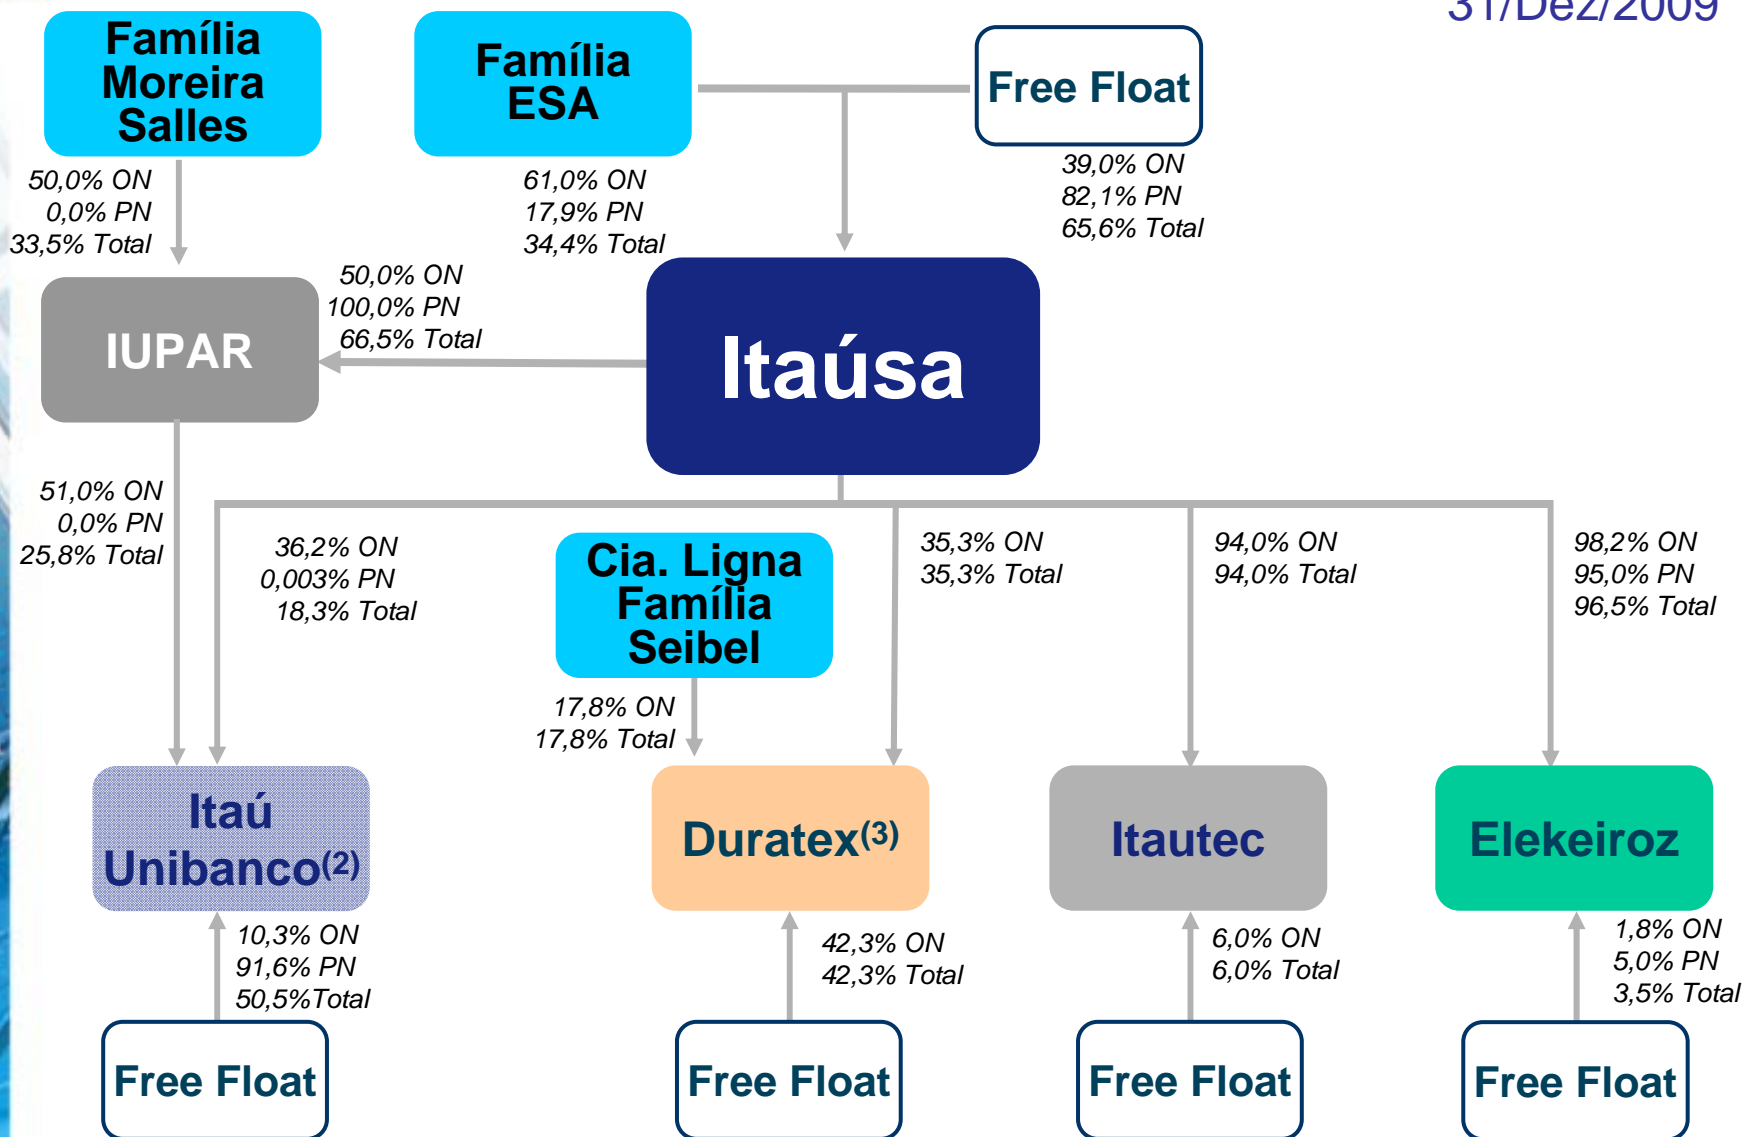 31/Dez/2009
Família
Moreira
Salles
Família
ESA
Free Float
50,0% ON
0,0% PN
33,5% Total
61,0% ON
17,9% PN
34,4% Total
39,0% ON
82,1% PN
65,6% Total
IUPAR
50,0% ON
100,0% PN
66,5% Total
Itaúsa
51,0% ON
0,0% PN
25,8% Total
36,2% ON
0,003% PN
18,3% Total
Cia. Ligna
Família
Seibel
17,8% ON
17,8% Total
35,3% ON
35,3% Total
94,0% ON
94,0% Total
98,2% ON
95,0% PN
96,5% Total
Itaú
Unibanco(2)
Duratex(3)
Itautec
Elekeiroz
10,3% ON
91,6% PN
50,5%Total
42,3% ON
42,3% Total
6,0% ON
6,0% Total
1,8% ON
5,0% PN
3,5% Total
Free Float
Free Float
Free Float
Free Float